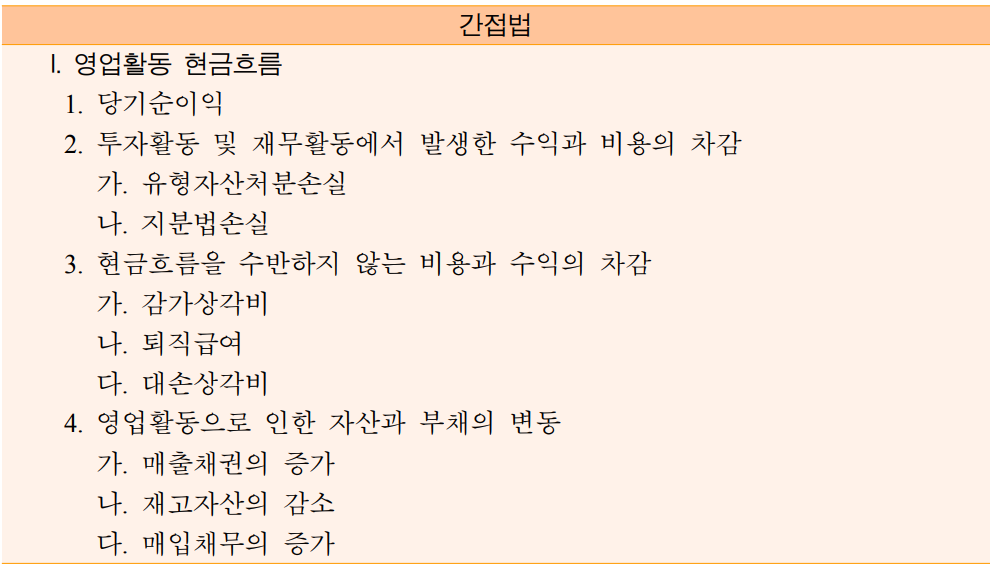 간접법
Ⅰ. 영업활동 현금흐름
1. 당기순이익
2. 투자활동 및 재무활동에서 발생한 수익과 비용의 차감
가. 유형자산처분손실
나. 지분법손실
3. 현금흐름을 수반하지 않는 비용과 수익의 차감
가. 감가상각비
나. 퇴직급여
다. 대손상각비
4. 영업활동으로 인한 자산과 부채의 변동
가. 매출채권의 증가
나. 재고자산의 감소
다. 매입채무의 증가